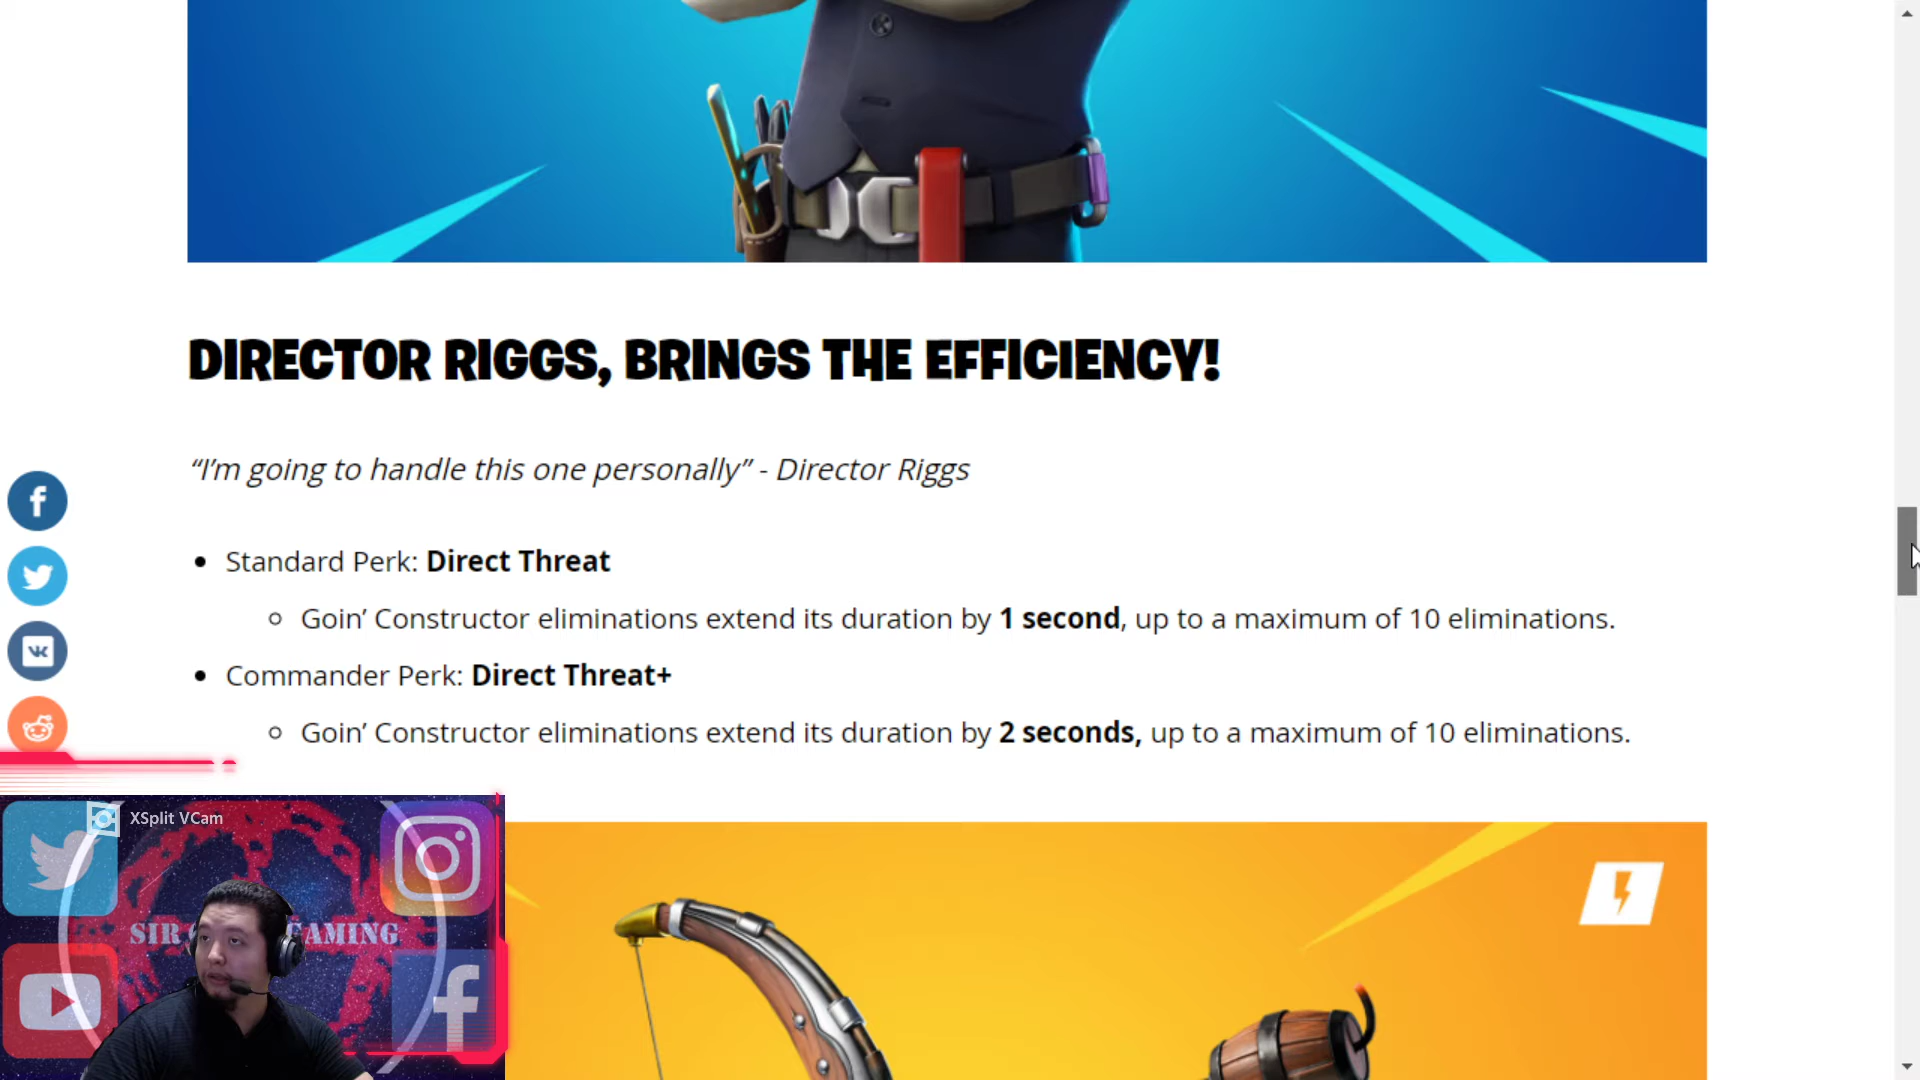 DIRECTOR RIGGS, BRINGS THE EFFICIENCY!
“I’m going to handle this one personally” - Director Riggs
Standard Perk: Direct Threat
Goin’ Constructor eliminations extend its duration by 1 second, up to a maximum of 10 eliminations.
Commander Perk: Direct Threat+
Goin’ Constructor eliminations extend its duration by 2 seconds, up to a maximum of 10 eliminations.
XSplit VCam
SIR GAMING